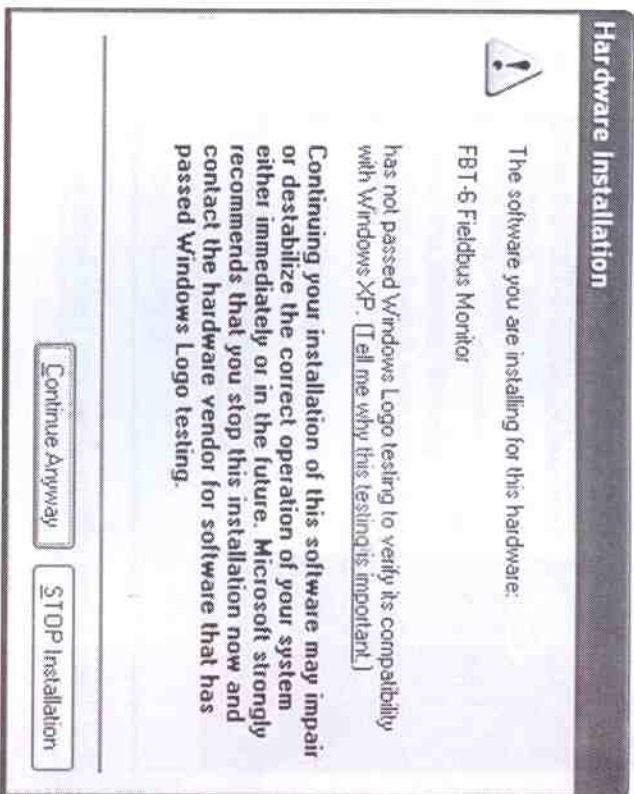 Hardware Installation
The software you are installing for this hardware:
FBT-6 Fieldbus Monitor
has not passed Windows Logo testing to verify its compatibility
with Windows XP. (Tell me why this testing is important.)
Continuing your installation of this software may impair
or destabilize the correct operation of your system
either immediately or in the future. Microsoft strongly
recommends that you stop this installation now and
contact the hardware vendor for software that has
passed Windows Logo testing.
Continue Anyway
STOP Installation